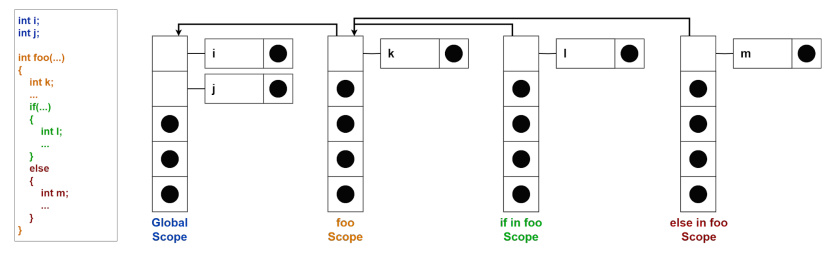 int i;
int j;
int foo(...)
{
int k;
...
if(...)
{
int l;
...
}
else
{
int m;
...
}
}
i
j
k
l
m
Global
Scope
foo
Scope
if in foo
Scope
else in foo
Scope